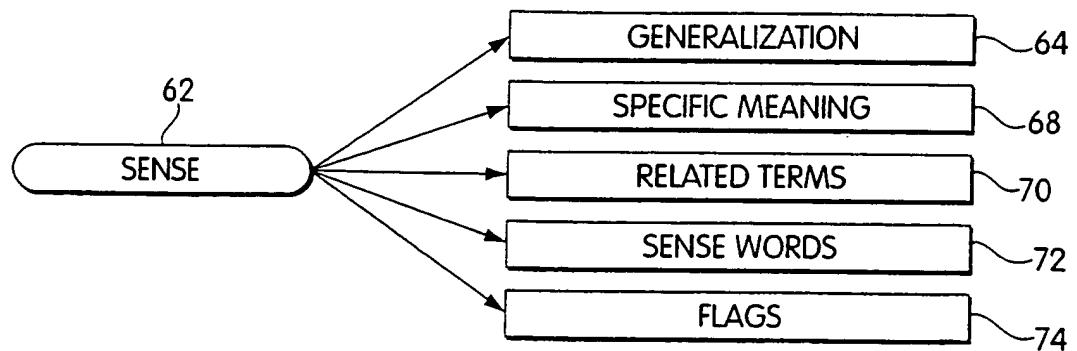 GENERALIZATION
64
62
SPECIFIC MEANING
68
SENSE
RELATED TERMS
70
SENSE WORDS
72
FLAGS
74